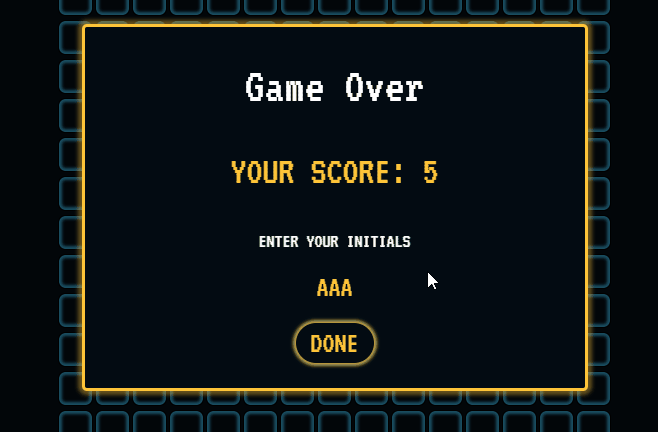 Game Over
YOUR SCORE: 5
ENTER YOUR INITIALS
AAA
DONE